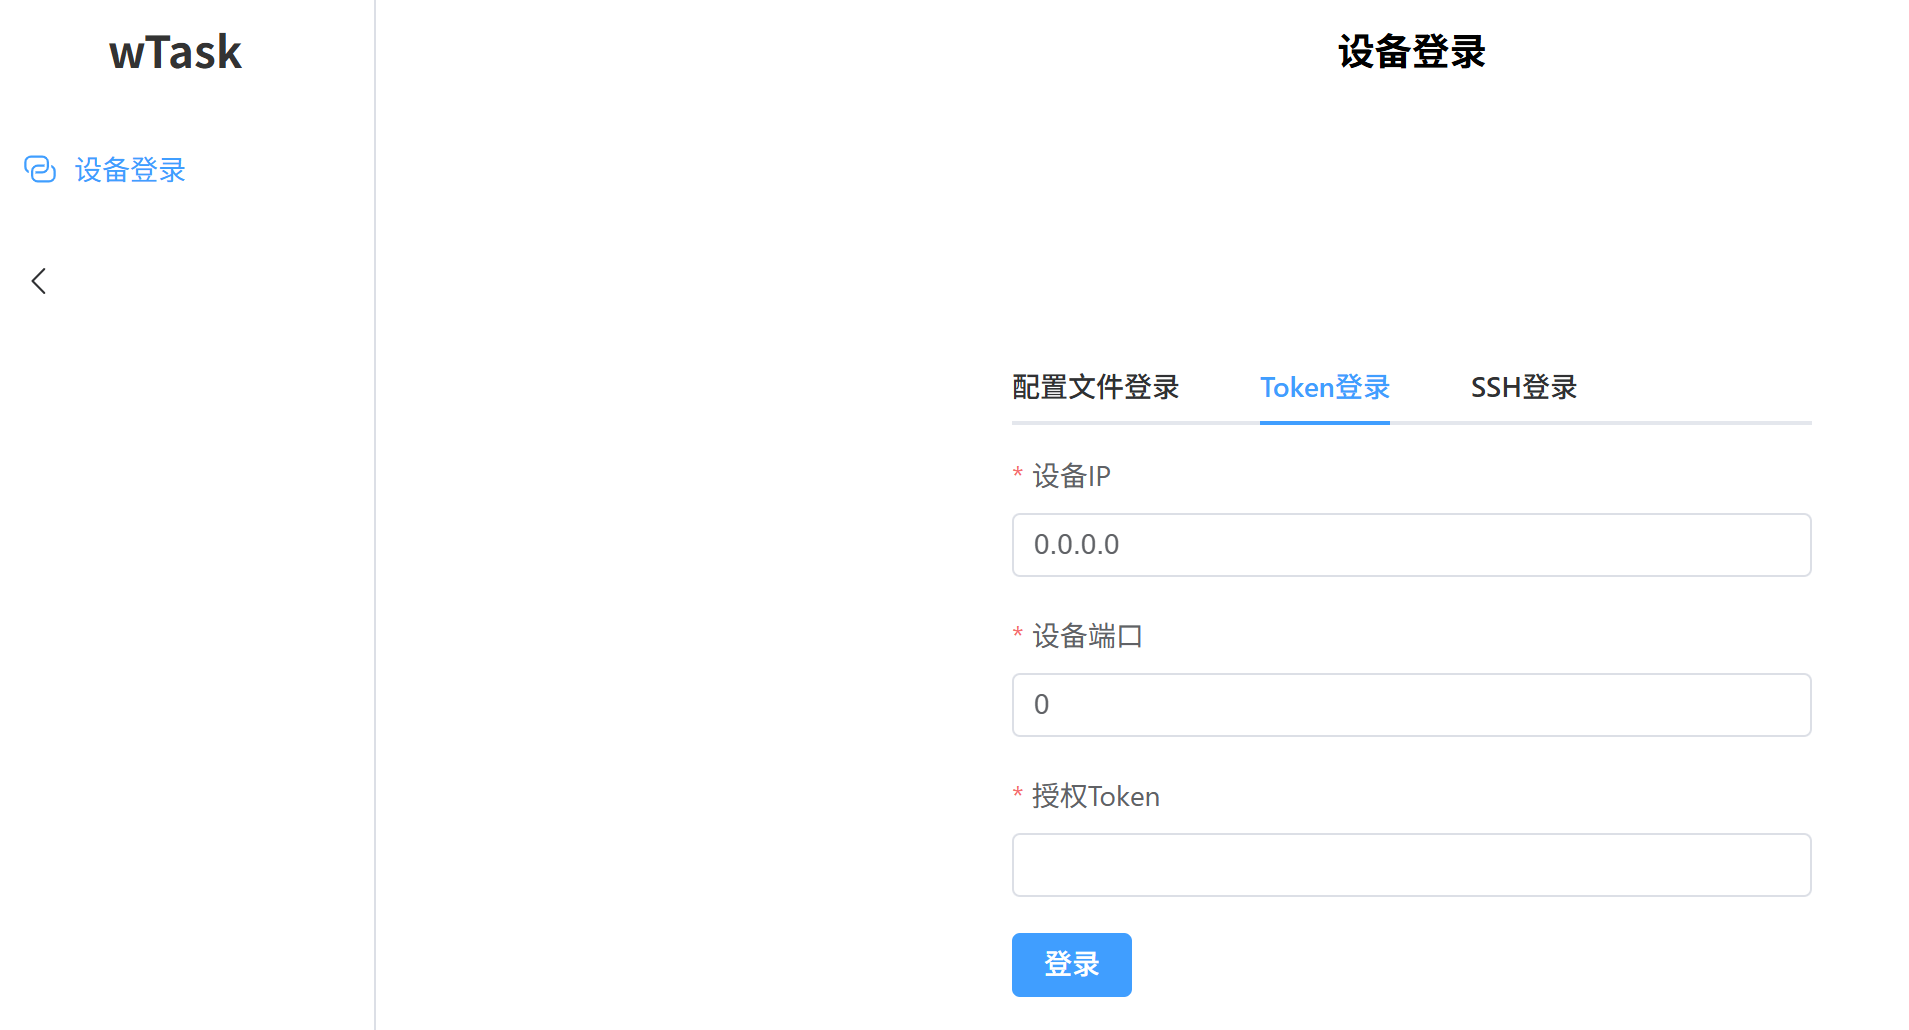 wTask
设备登录
设备登录
配置文件登录 Token登录 SSH登录
* 设备IP
0.0.0.0
* 设备端口
0
* 授权Token
登录